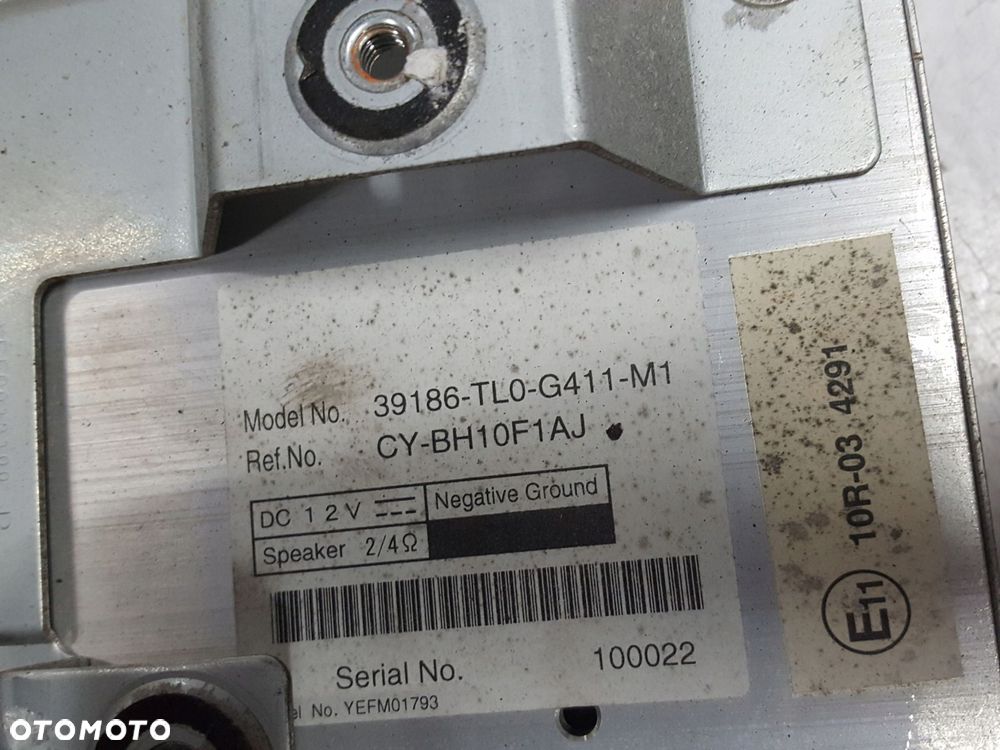 Model No. 39186-TL0-G411-M1
Ref.No. CY-BH10F1AJ
DC 12V Negative Ground
Speaker 2/4Ω
Serial No. 100022
el No. YEFM01793
E11 10R-03 4291
OTOMOTO